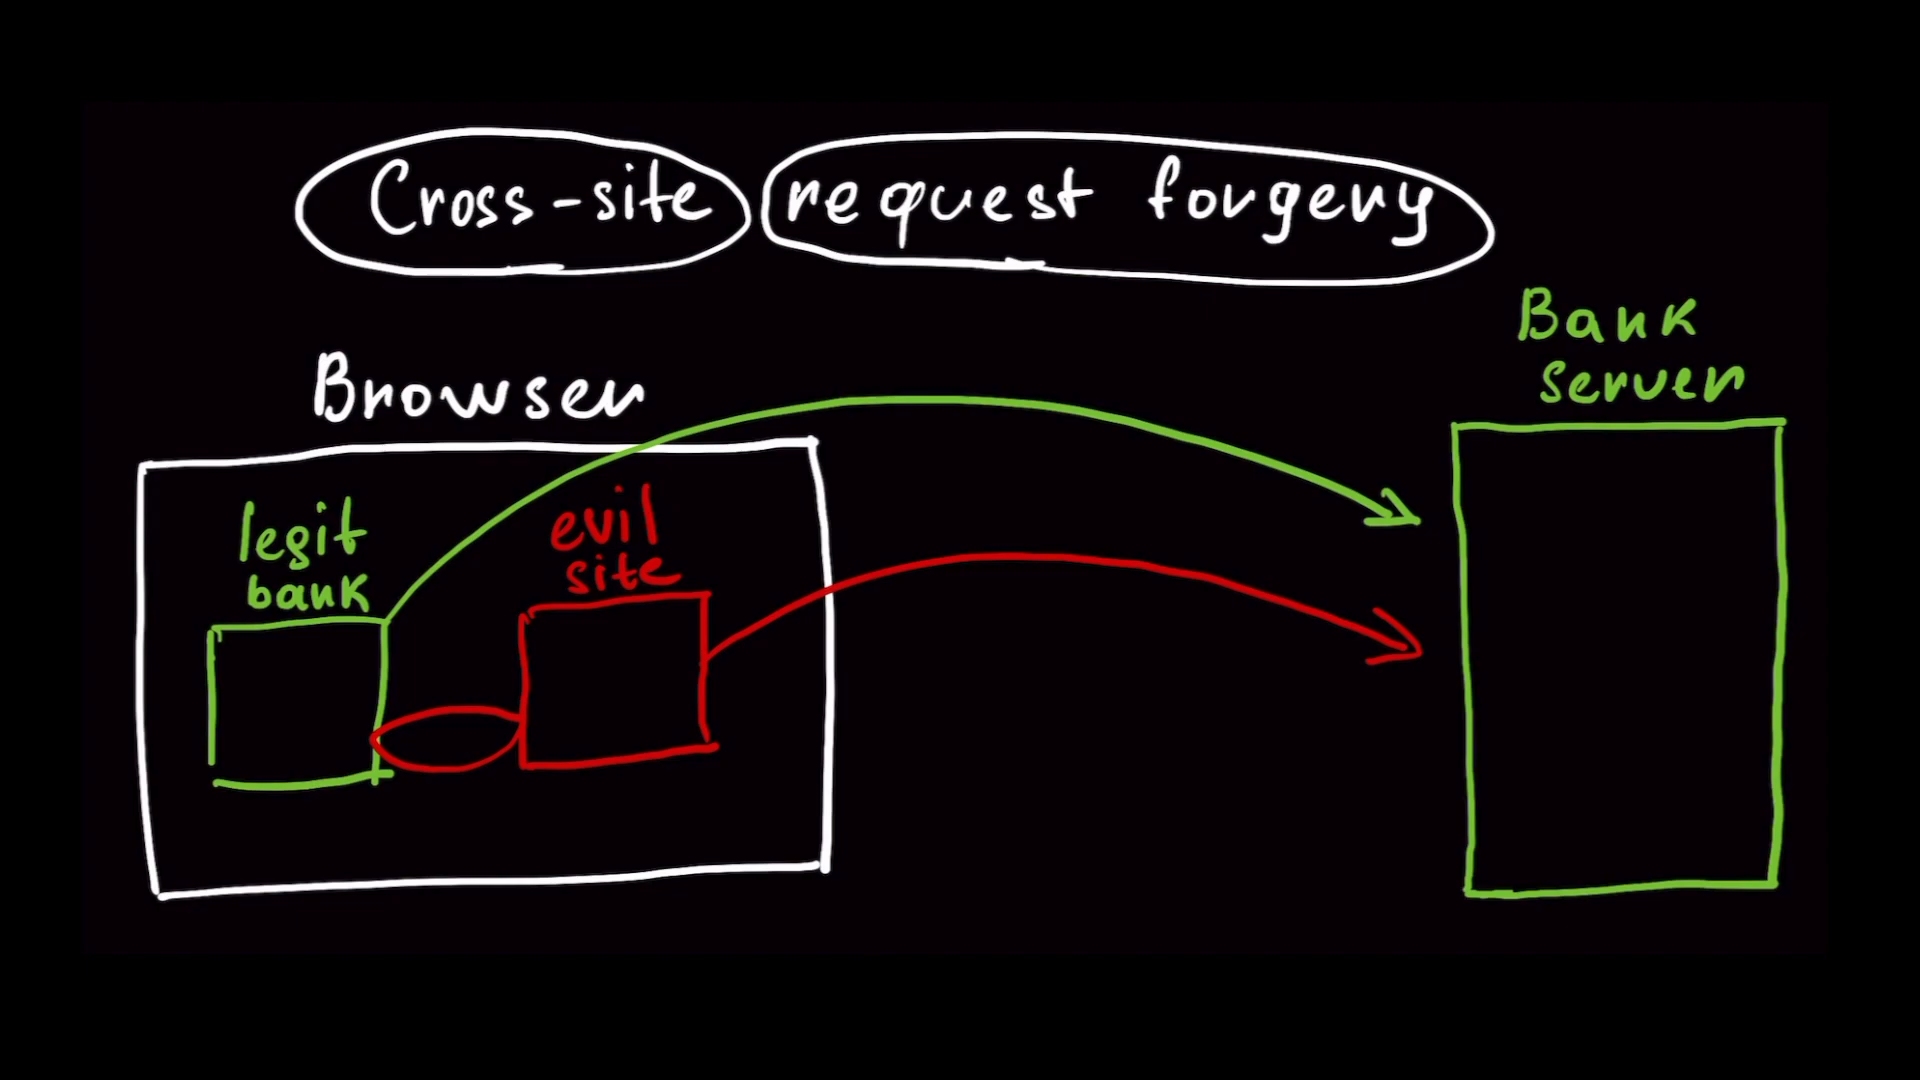 Cross-site request forgery
Bank
server
Browser
legit
bank
evil
site